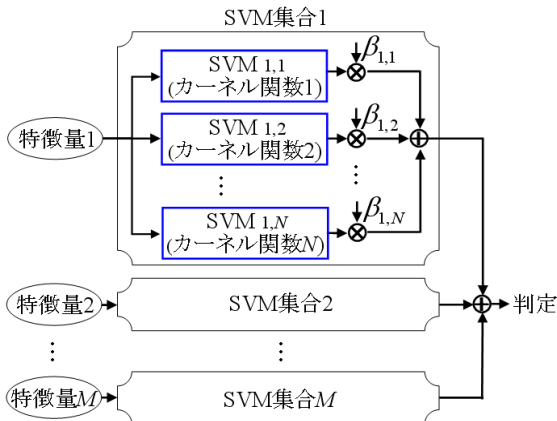 SVM集合1
特徴量1
SVM 1,1
(カーネル関数1)
β1,1
SVM 1,2
(カーネル関数2)
β1,2
⋮
⋮
SVM 1,N
(カーネル関数N)
β1,N
特徴量2
SVM集合2
判定
⋮
⋮
特徴量M
SVM集合M